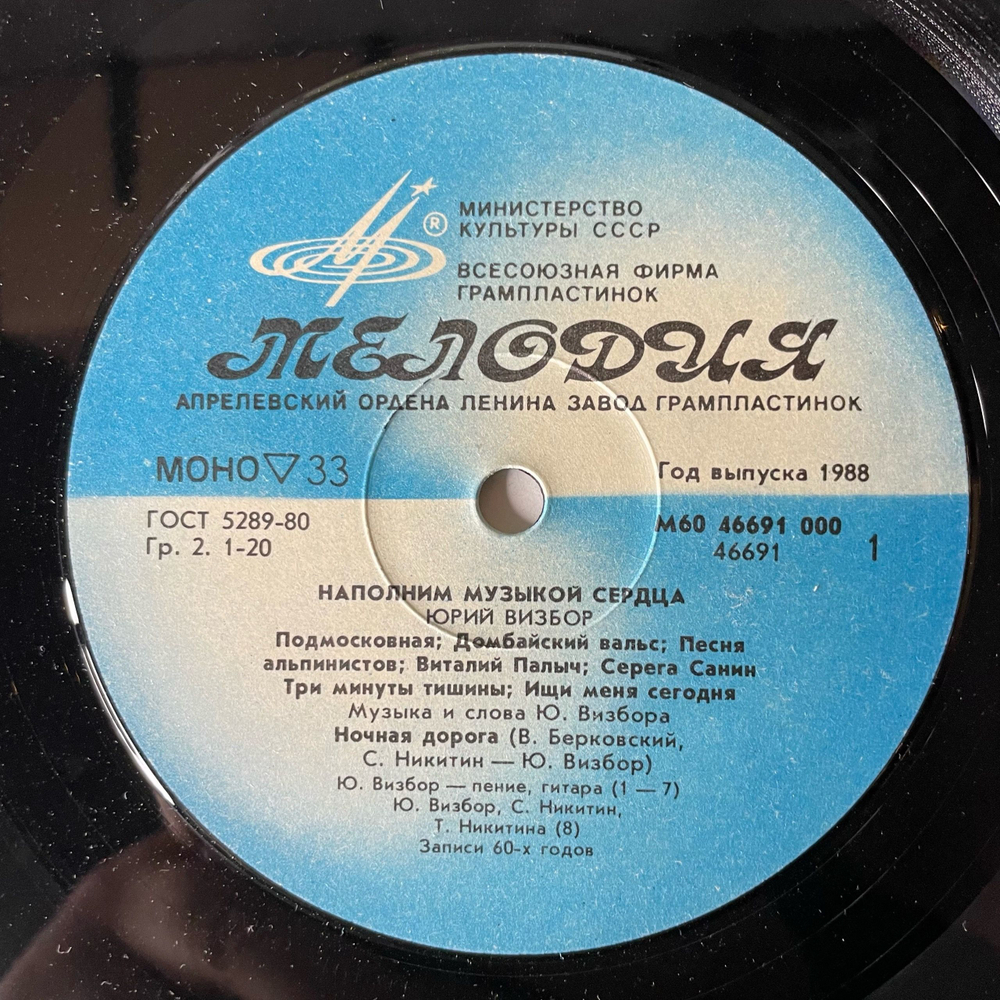 МИНИСТЕРСТВО
КУЛЬТУРЫ СССР
®
ВСЕСОЮЗНАЯ ФИРМА
ГРАМПЛАСТИНОК
МЕЛОДИЯ
АПРЕЛЕВСКИЙ ОРДЕНА ЛЕНИНА ЗАВОД ГРАМПЛАСТИНОК
МОНО ▽ 33
Год выпуска 1988
ГОСТ 5289-80
Гр. 2. 1-20
М60 46691 000
46691 1
НАПОЛНИМ МУЗЫКОЙ СЕРДЦА
ЮРИЙ ВИЗБОР
Подмосковная; Домбайский вальс; Песня
альпинистов; Виталий Палыч; Серега Санин
Три минуты тишины; Ищи меня сегодня
Музыка и слова Ю. Визбора
Ночная дорога (В. Берковский,
С. Никитин — Ю. Визбор)
Ю. Визбор — пение, гитара (1 — 7)
Ю. Визбор, С. Никитин,
Т. Никитина (8)
Записи 60-х годов